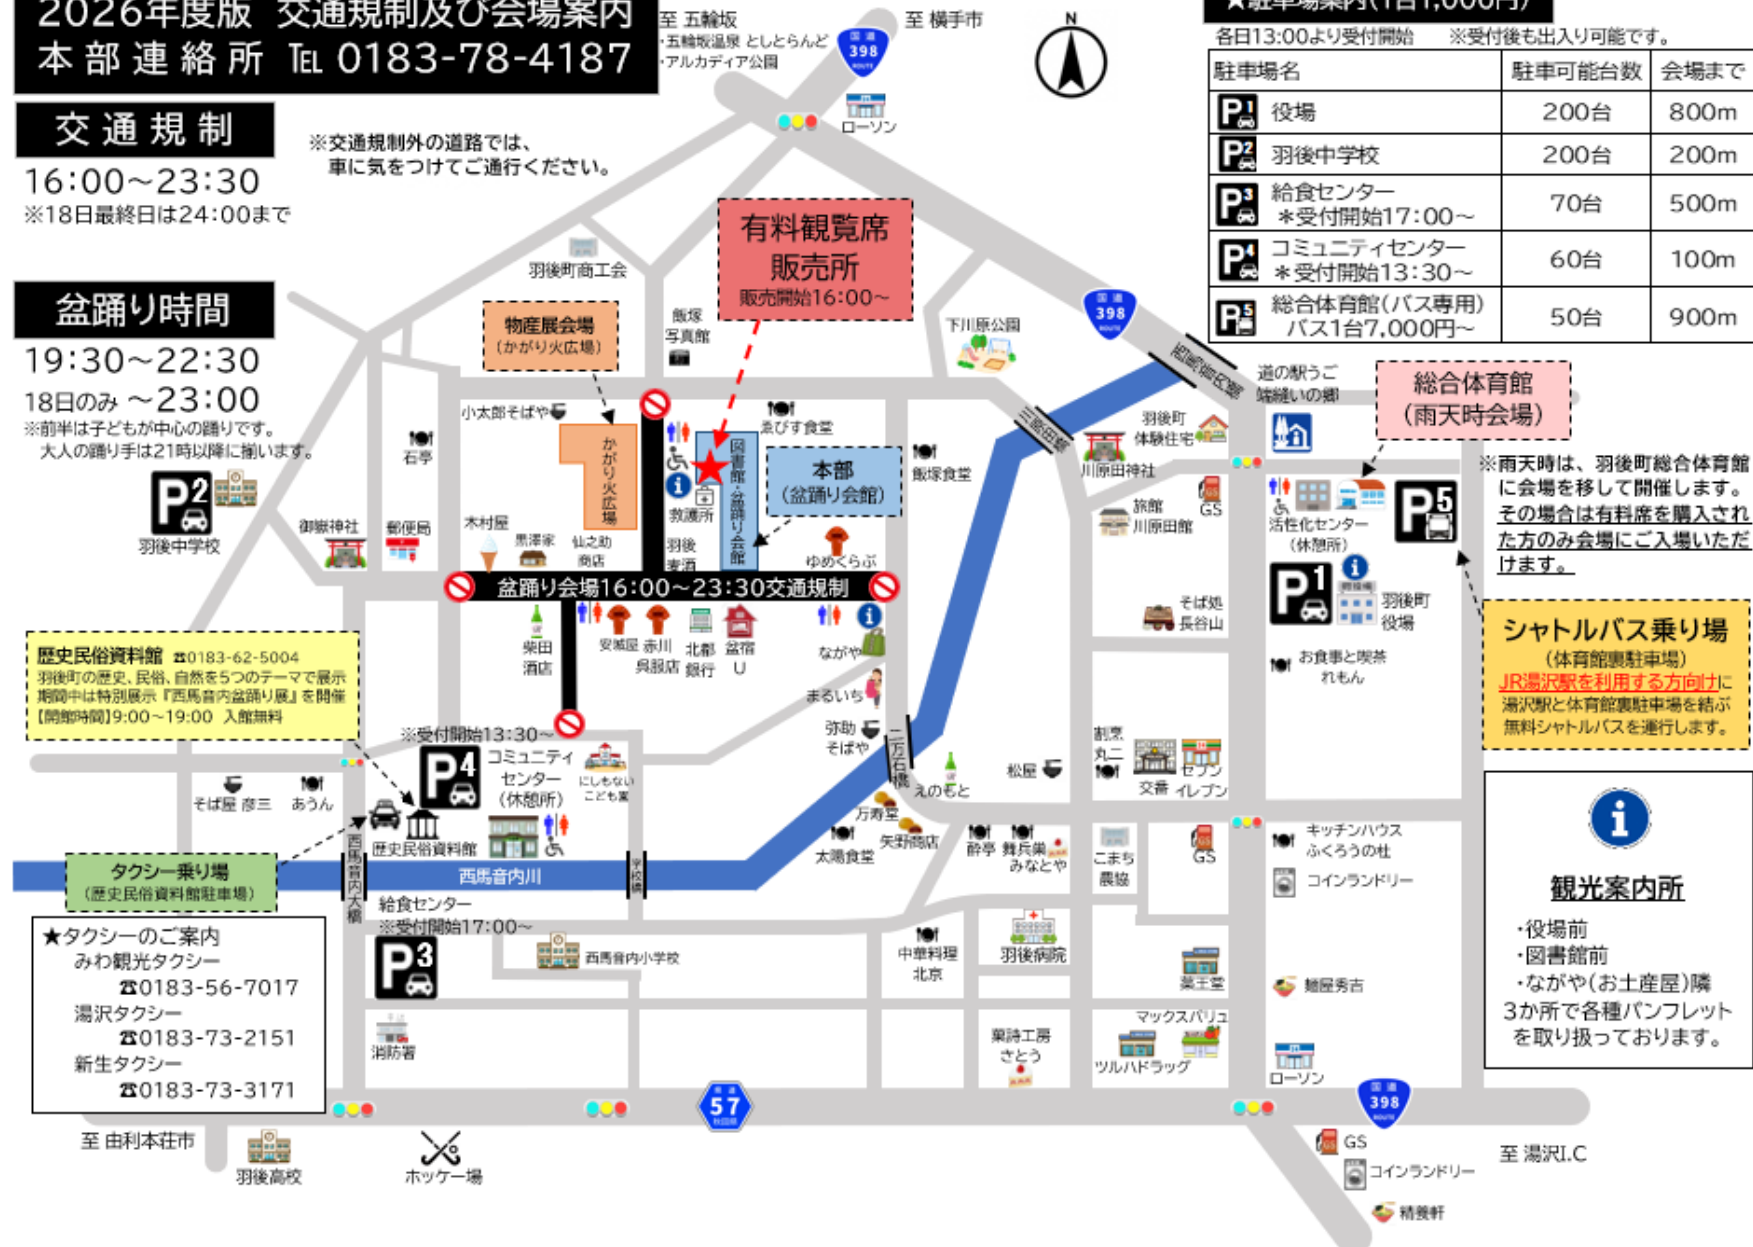 2026年度版 交通規制及び会場案内
本部連絡所 ℡ 0183-78-4187
交通規制
16:00～23:30
※18日最終日は24:00まで
※交通規制外の道路では、
車に気をつけてご通行ください。
盆踊り時間
19:30～22:30
18日のみ ～23:00
※前半は子どもが中心の踊りです。
大人の踊り手は21時以降に揃います。
至 五輪坂
・五輪坂温泉 としとらんど
・アルカディア公園
国道
398
ROUTE
至 横手市
N
ローソン
★駐車場案内(1台1,000円)
各日13:00より受付開始 ※受付後も出入り可能です。
駐車場名 駐車可能台数 会場まで
P1 役場 200台 800m
P2 羽後中学校 200台 200m
P3 給食センター
＊受付開始17:00～ 70台 500m
P4 コミュニティセンター
＊受付開始13:30～ 60台 100m
P5 総合体育館(バス専用)
バス1台7,000円～ 50台 900m
有料観覧席
販売所
販売開始16:00～
羽後町商工会
物産展会場
(かがり火広場)
飯塚
写真館
下川原公園
国道
398
ROUTE
道の駅うご
端縫いの郷
総合体育館
(雨天時会場)
小太郎そばや
石亭
かがり火広場
図書館・盆踊り会館
ゑびす食堂
本部
(盆踊り会館)
飯塚食堂
三輪田橋
羽後町
体験住宅
川原田神社
旅館
川原田館
GS
活性化センター
(休憩所)
P5
※雨天時は、羽後町総合体育館
に会場を移して開催します。
その場合は有料席を購入され
た方のみ会場にご入場いただ
けます。
P2
羽後中学校
御嶽神社
郵便局
木村屋
黒澤家
仙之助
商店
救護所
羽後
麦酒
ゆめくらぶ
盆踊り会場16:00～23:30交通規制
柴田
酒店
安城屋
赤川
呉服店
北都
銀行
盆宿
U
ながや
まるいち
弥助
そばや
二万石橋
P1
羽後町
役場
そば処
長谷山
お食事と喫茶
れもん
シャトルバス乗り場
(体育館裏駐車場)
JR湯沢駅を利用する方向けに
湯沢駅と体育館裏駐車場を結ぶ
無料シャトルバスを運行します。
歴史民俗資料館 ☎0183-62-5004
羽後町の歴史、民俗、自然を5つのテーマで展示
期間中は特別展示『西馬音内盆踊り展』を開催
【開館時間】9:00～19:00 入館無料
※受付開始13:30～
P4
コミュニティ
センター
(休憩所)
にしもない
こども園
そば屋 彦三
あうん
歴史民俗資料館
タクシー乗り場
(歴史民俗資料館駐車場)
西馬音内大橋
西馬音内川
学校橋
えのもと
万寿堂
矢野商店
太陽食堂
松屋
割烹
丸二
交番
セブン
イレブン
酔亭
舞兵巣
みなとや
こまち
農協
GS
キッチンハウス
ふくろうの杜
コインランドリー
観光案内所
・役場前
・図書館前
・ながや(お土産屋)隣
3か所で各種パンフレット
を取り扱っております。
★タクシーのご案内
みわ観光タクシー
☎0183-56-7017
湯沢タクシー
☎0183-73-2151
新生タクシー
☎0183-73-3171
給食センター
※受付開始17:00～
P3
西馬音内小学校
消防署
中華料理
北京
羽後病院
薬王堂
麺屋秀吉
菓詩工房
さとう
マックスバリュ
ツルハドラッグ
ローソン
57
国道
398
ROUTE
至 由利本荘市
羽後高校
ホッケー場
GS
コインランドリー
精養軒
至 湯沢I.C